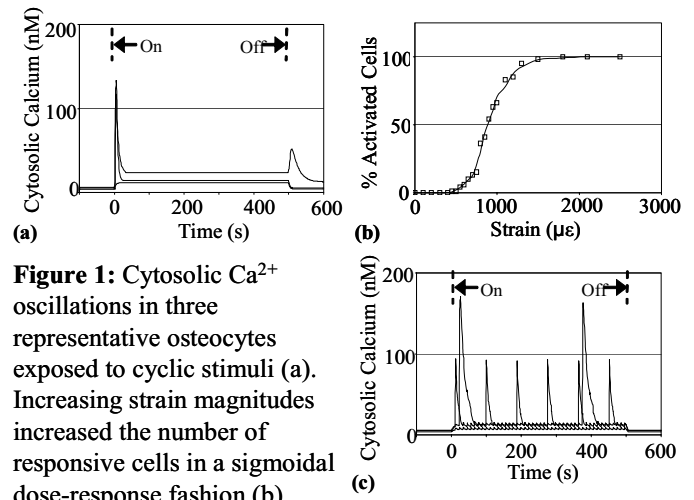 200
100
0
Cytosolic Calcium (nM)
On
Off
0
200
400
600
Time (s)
(a)
100
50
0
% Activated Cells
0
1000
2000
3000
Strain (με)
(b)
Figure 1: Cytosolic Ca²⁺
oscillations in three
representative osteocytes
exposed to cyclic stimuli (a).
Increasing strain magnitudes
increased the number of
responsive cells in a sigmoidal
dose-response fashion (b)
200
100
0
Cytosolic Calcium (nM)
On
Off
0
200
400
600
Time (s)
(c)